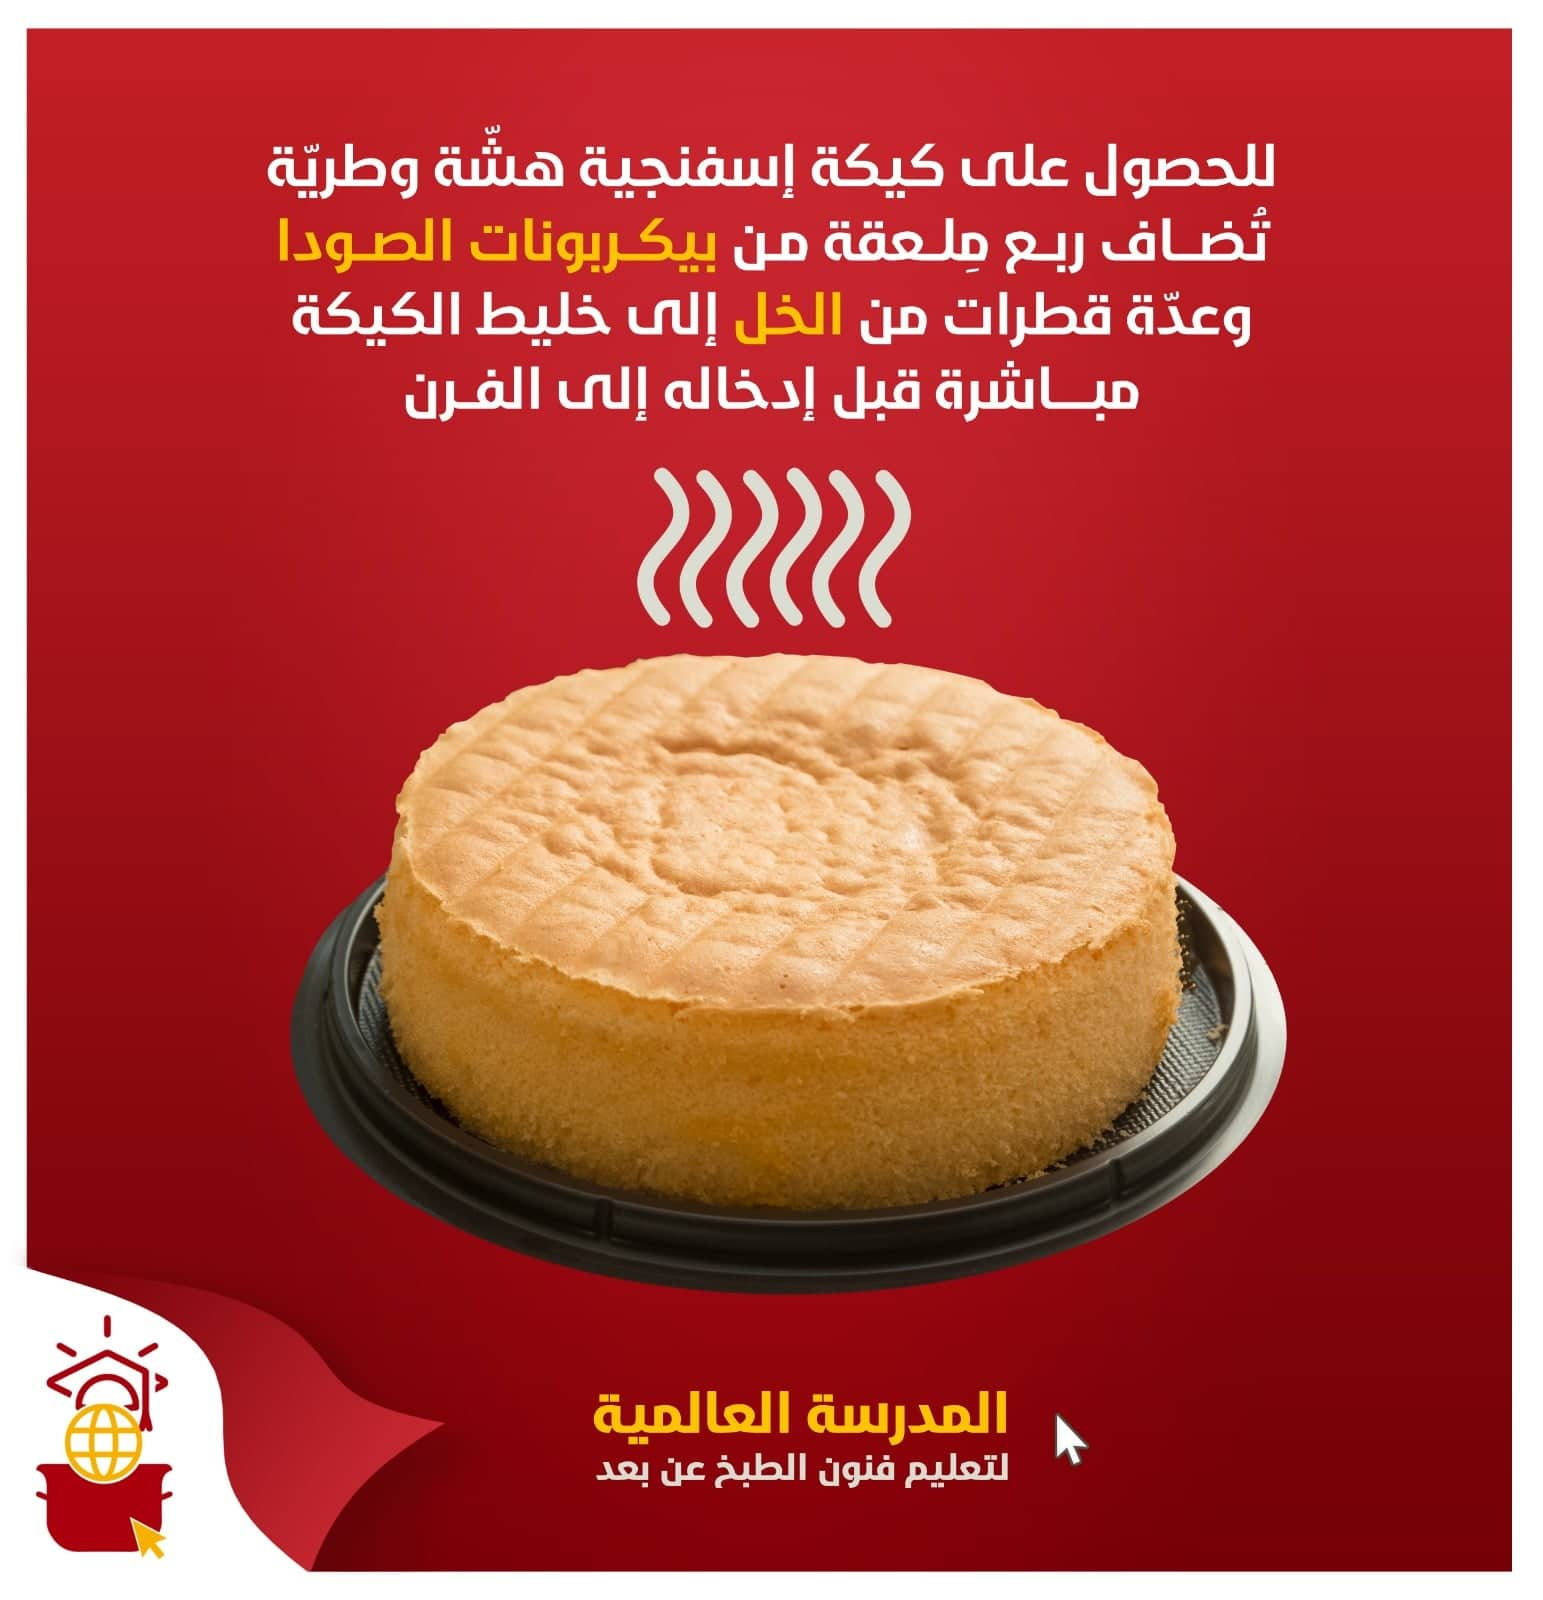 للحصول على كيكة إسفنجية هشّة وطريّة
تُضاف ربع مِلعقة من بيكربونات الصودا
وعدّة قطرات من الخل إلى خليط الكيكة
مباشرة قبل إدخاله إلى الفرن
المدرسة العالمية
لتعليم فنون الطبخ عن بعد